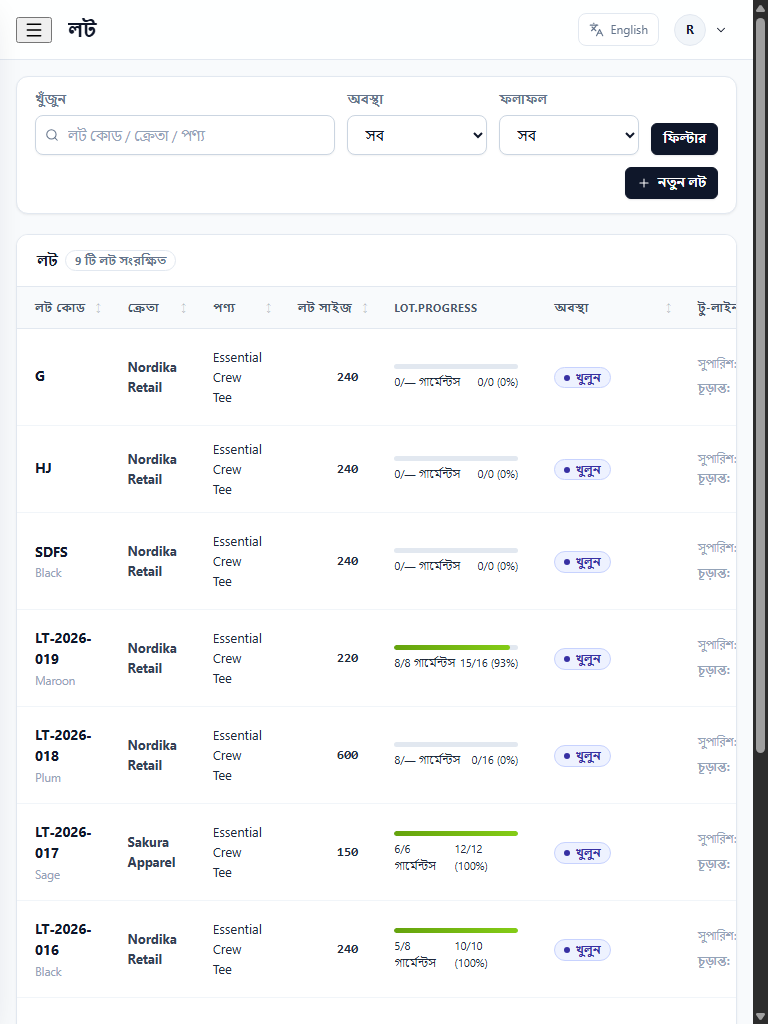 লট
English
R
খুঁজুন
অবস্থা
ফলাফল
লট কোড / ক্রেতা / পণ্য
সব
সব
ফিল্টার
+ নতুন লট
লট
9 টি লট সংরক্ষিত
লট কোড
ক্রেতা
পণ্য
লট সাইজ
LOT.PROGRESS
অবস্থা
টু-লাইন
G
Nordika
Retail
Essential
Crew
Tee
240
0/— গার্মেন্টস
0/0 (0%)
খুলুন
সুপারিশ:
চূড়ান্ত:
HJ
Nordika
Retail
Essential
Crew
Tee
240
0/— গার্মেন্টস
0/0 (0%)
খুলুন
সুপারিশ:
চূড়ান্ত:
SDFS
Black
Nordika
Retail
Essential
Crew
Tee
240
0/— গার্মেন্টস
0/0 (0%)
খুলুন
সুপারিশ:
চূড়ান্ত:
LT-2026-
019
Maroon
Nordika
Retail
Essential
Crew
Tee
220
8/8 গার্মেন্টস
15/16 (93%)
খুলুন
সুপারিশ:
চূড়ান্ত:
LT-2026-
018
Plum
Nordika
Retail
Essential
Crew
Tee
600
8/— গার্মেন্টস
0/16 (0%)
খুলুন
সুপারিশ:
চূড়ান্ত:
LT-2026-
017
Sage
Sakura
Apparel
Essential
Crew
Tee
150
6/6
গার্মেন্টস
12/12
(100%)
খুলুন
সুপারিশ:
চূড়ান্ত:
LT-2026-
016
Black
Nordika
Retail
Essential
Crew
Tee
240
5/8
গার্মেন্টস
10/10
(100%)
খুলুন
সুপারিশ:
চূড়ান্ত: